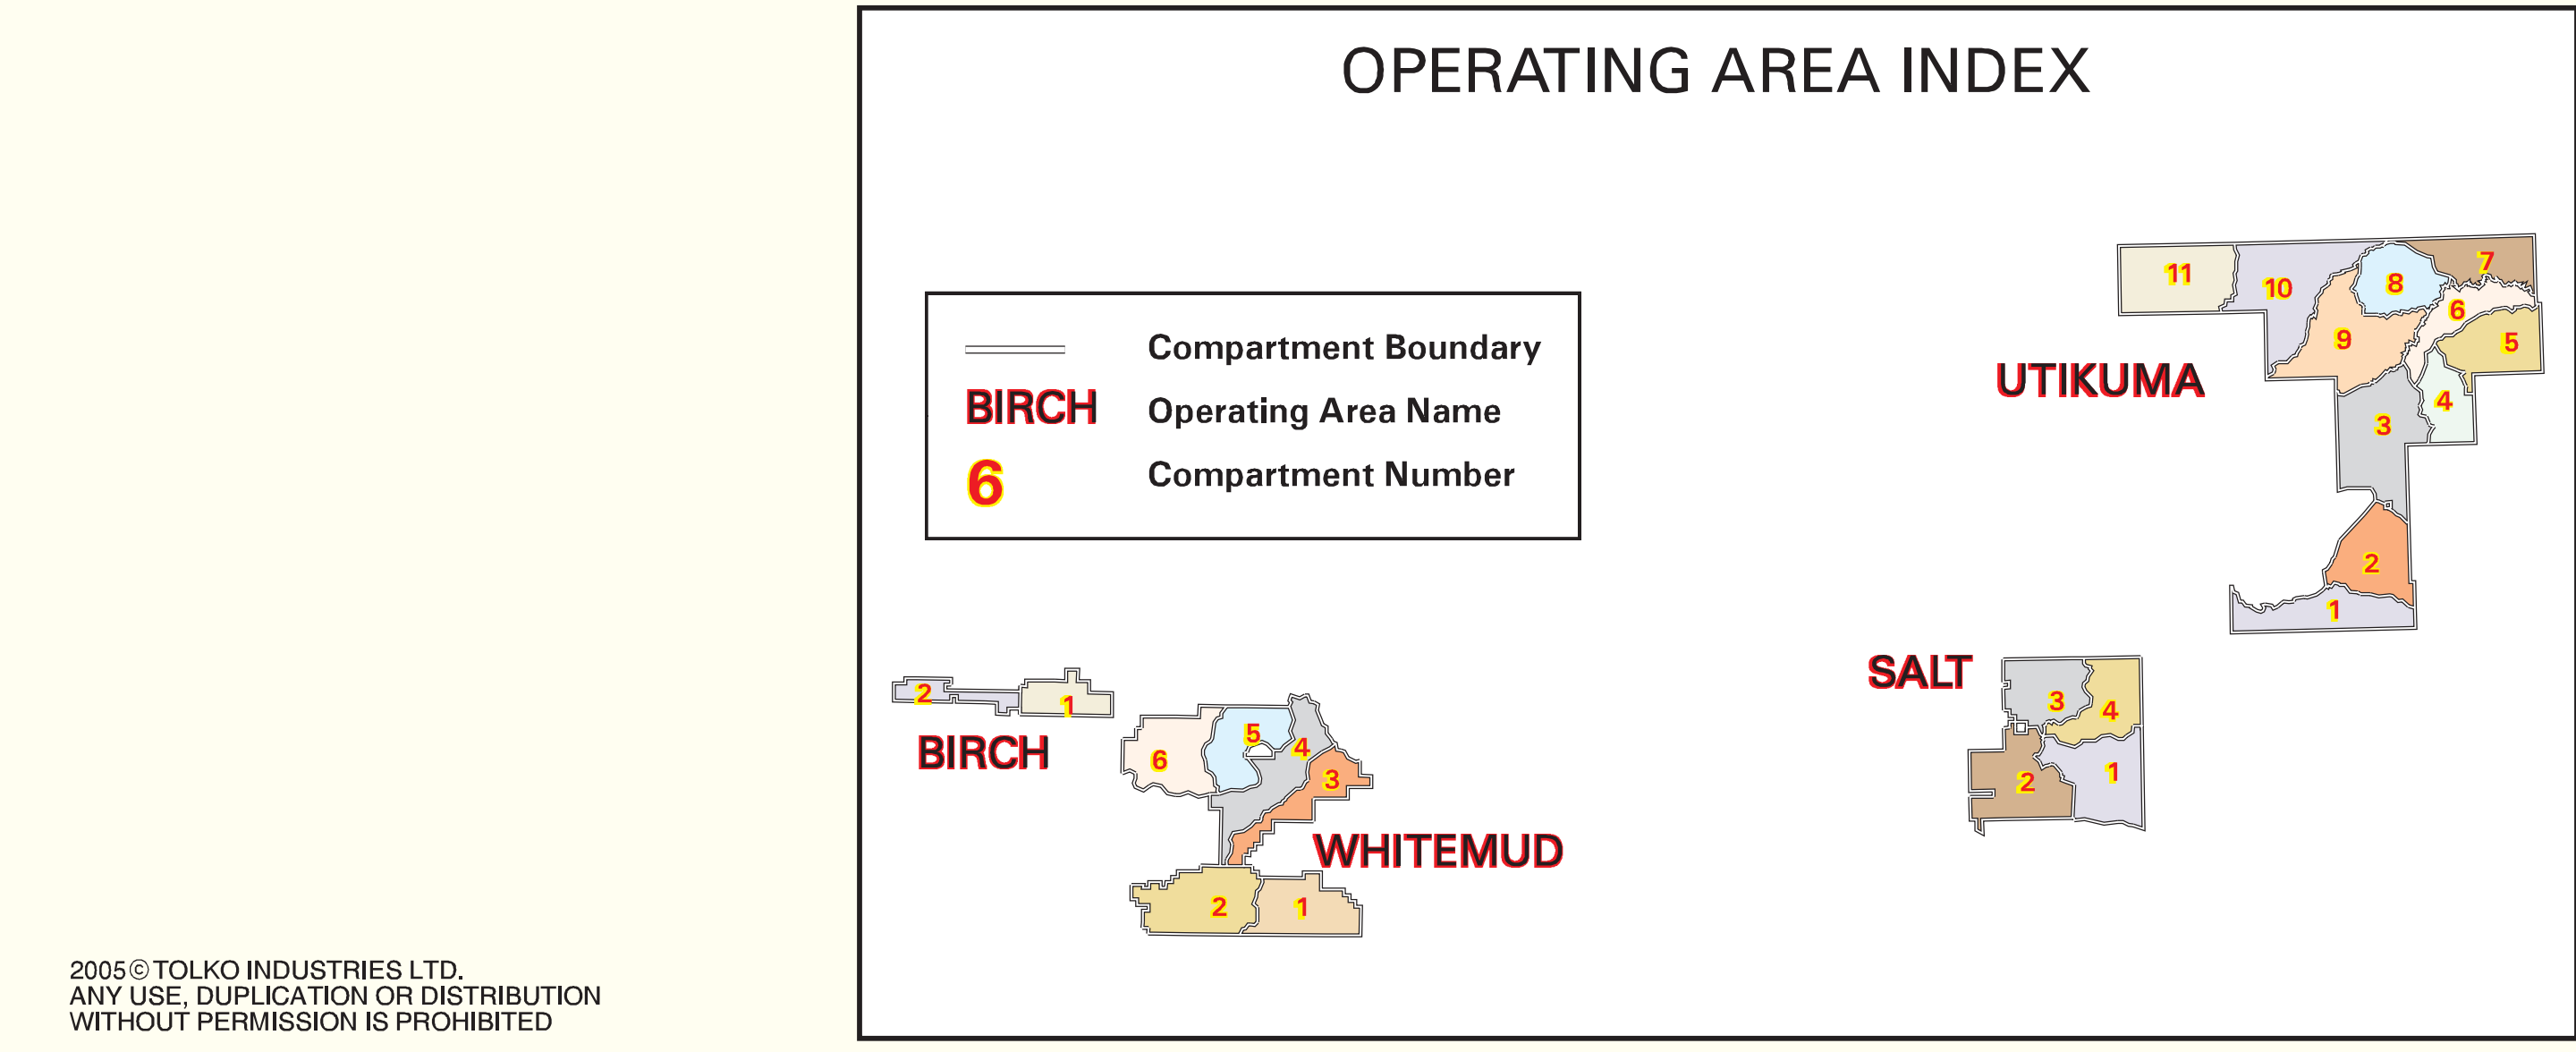 OPERATING AREA INDEX
Compartment Boundary
BIRCH Operating Area Name
6 Compartment Number
11
10
8
7
6
9
5
UTIKUMA
4
3
2
1
SALT
3
4
2
1
2
1
BIRCH
5
4
6
3
WHITEMUD
2
1
2005 © TOLKO INDUSTRIES LTD.
ANY USE, DUPLICATION OR DISTRIBUTION
WITHOUT PERMISSION IS PROHIBITED